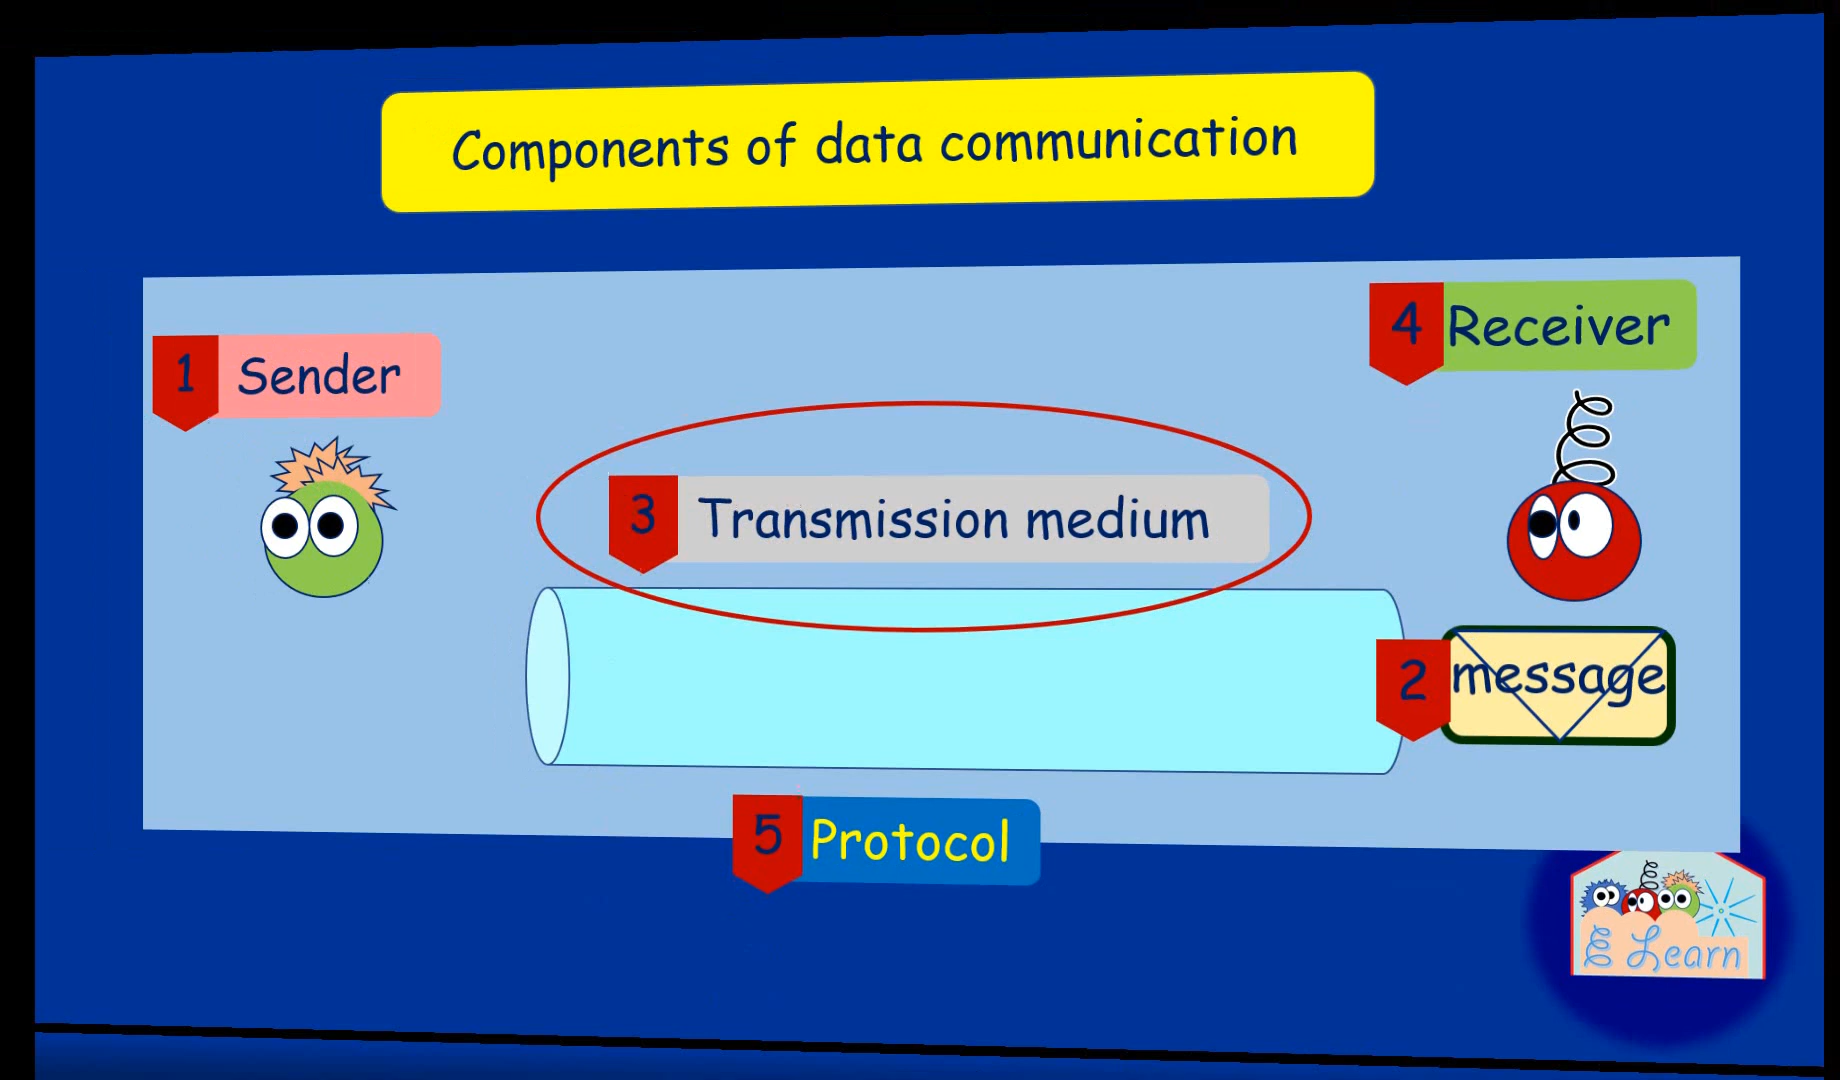 Components of data communication
1 Sender
4 Receiver
3 Transmission medium
2 message
5 Protocol
E Learn